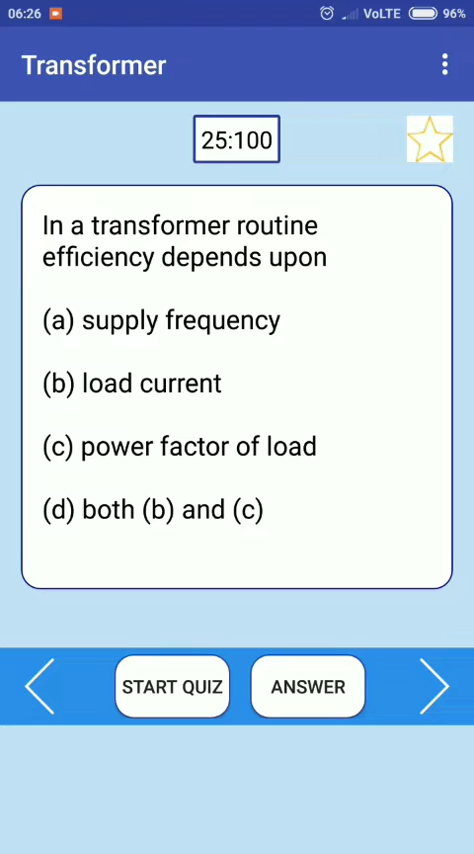 06:26 VoLTE 96%
Transformer
25:100
In a transformer routine
efficiency depends upon
(a) supply frequency
(b) load current
(c) power factor of load
(d) both (b) and (c)
START QUIZ ANSWER